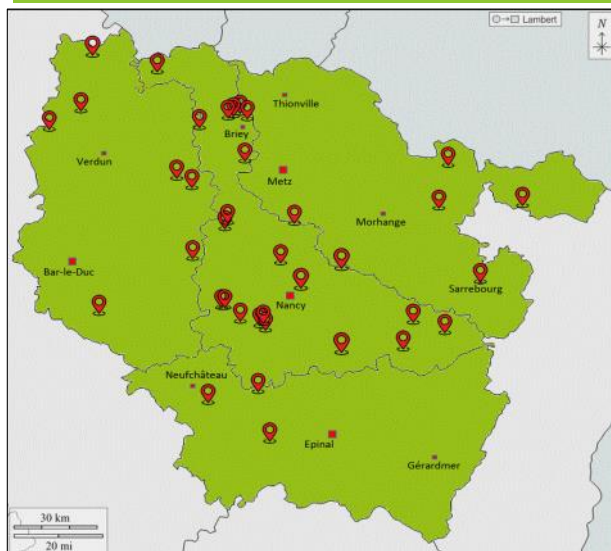 Lambert
N
Thionville
Briey
Verdun
Metz
Morhange
Bar-le-Duc
Sarrebourg
Nancy
Neufchâteau
Epinal
Gérardmer
30 km
20 mi